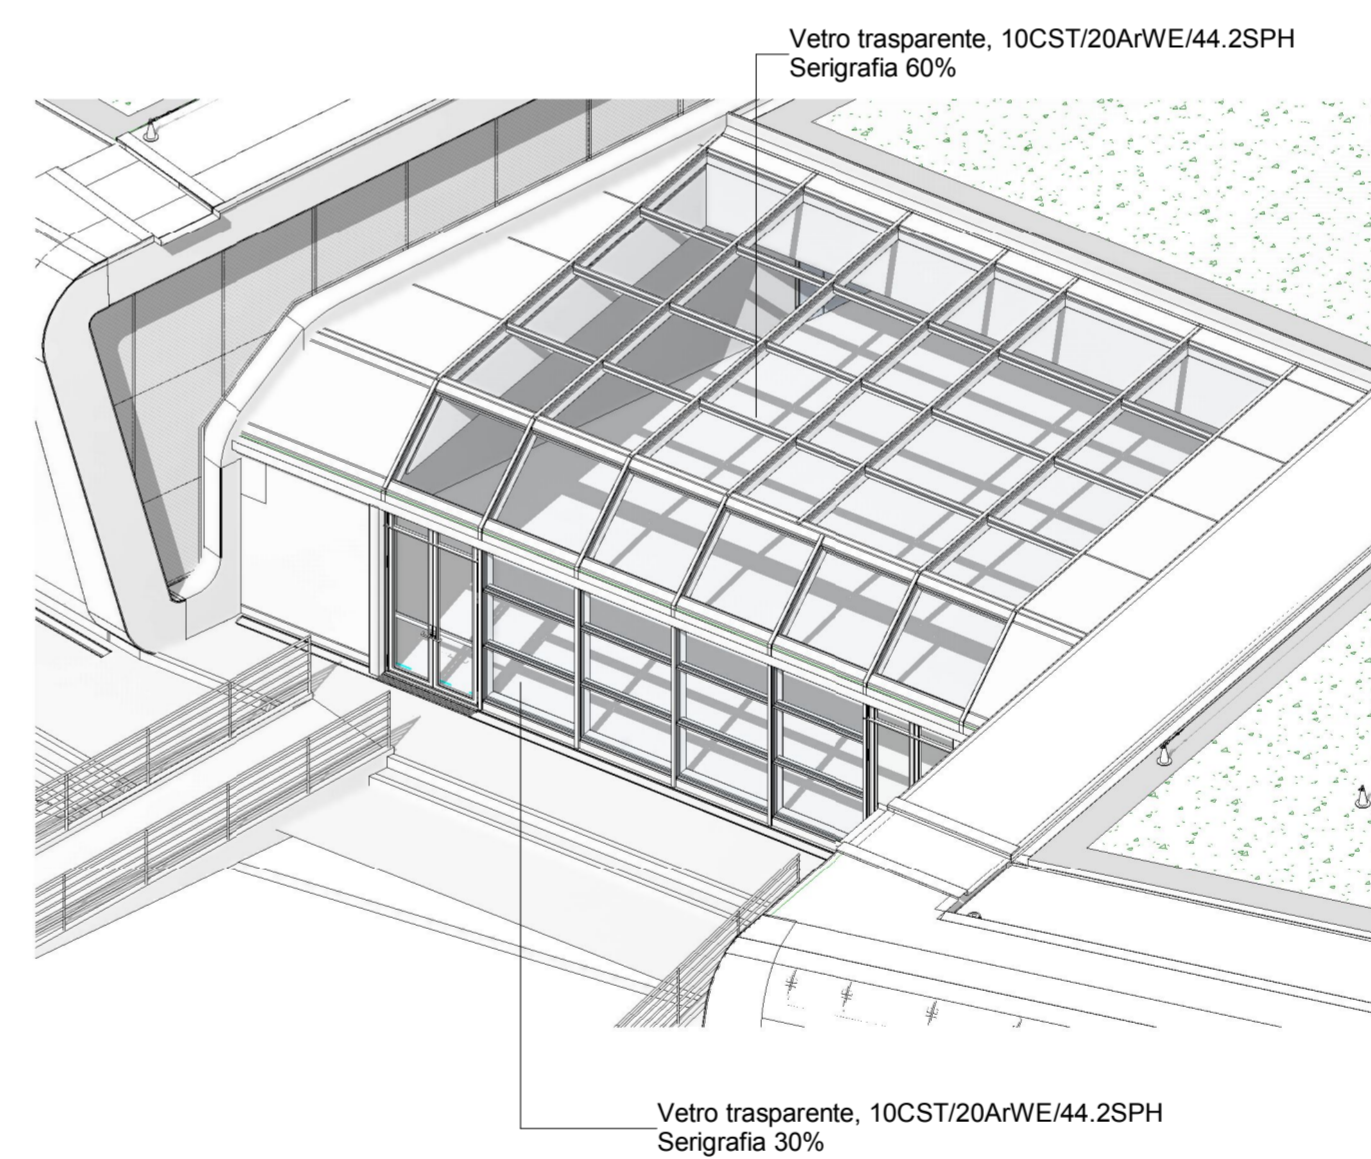 Vetro trasparente, 10CST/20ArWE/44.2SPH
Serigrafia 60%
Vetro trasparente, 10CST/20ArWE/44.2SPH
Serigrafia 30%